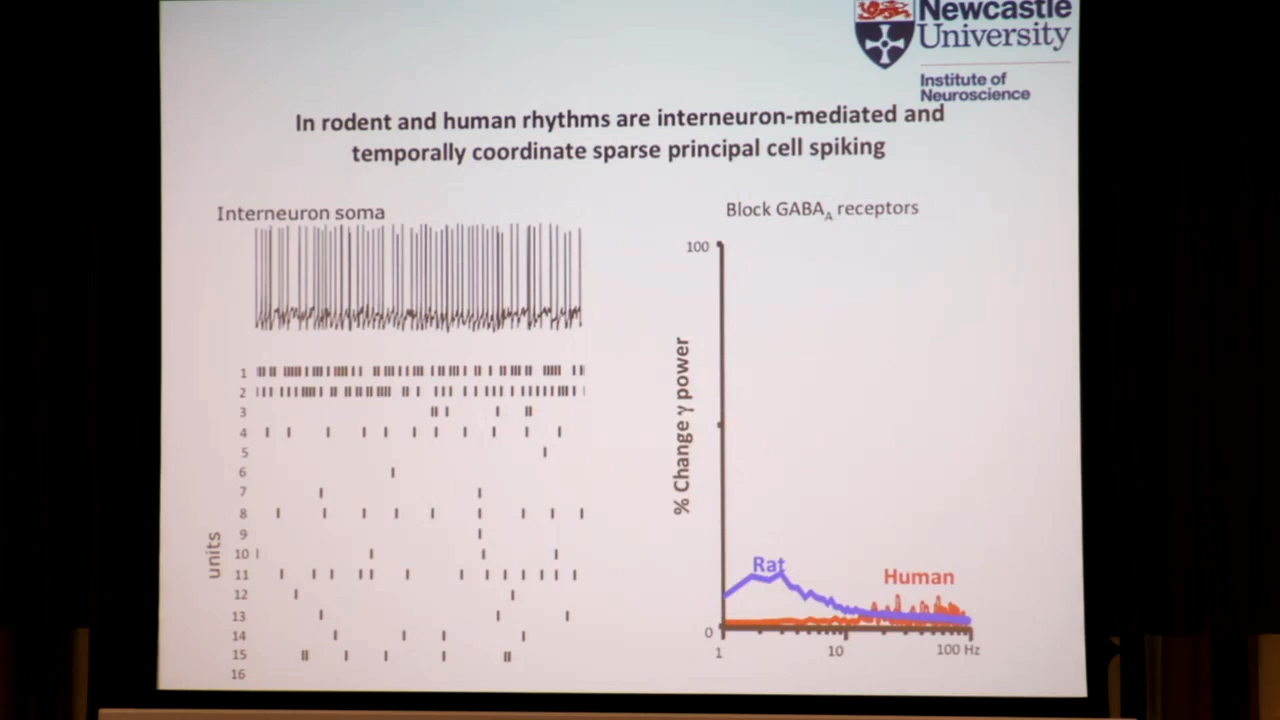 Newcastle
University
Institute of
Neuroscience
In rodent and human rhythms are interneuron-mediated and
temporally coordinate sparse principal cell spiking
Interneuron soma
1
2
3
4
5
6
7
8
9
10
11
12
13
14
15
16
units
Block GABAA receptors
100
% Change γ power
0
Rat
Human
1
10
100 Hz